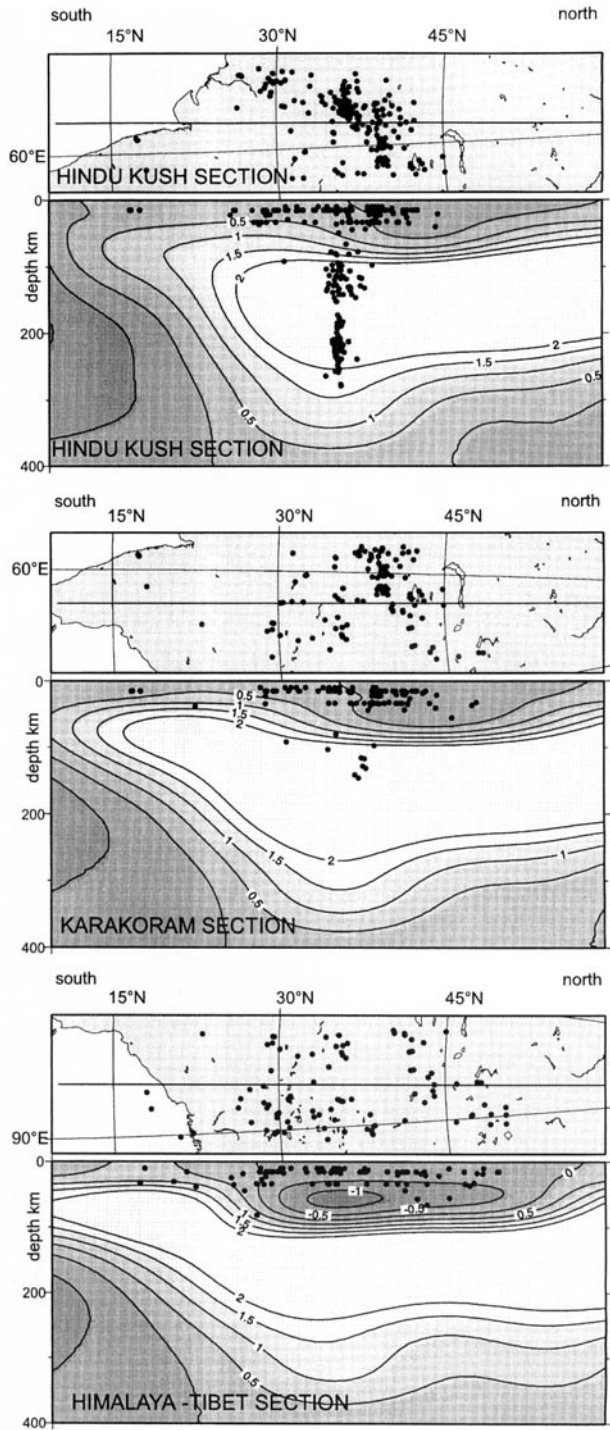 south north
15°N 30°N 45°N
60°E
HINDU KUSH SECTION
0
0.5
1
1.5
2
depth km
200
2
1.5
1
0.5
0.5
400
HINDU KUSH SECTION
south north
15°N 30°N 45°N
60°E
0
0.5
1
1.5
2
depth km
200
1
1.5
2
1
0.5
400
KARAKORAM SECTION
south north
15°N 30°N 45°N
90°E
0
0
-1
-0.5
-0.5
0.5
1
1.5
2
depth km
200
2
1.5
1
0.5
400
HIMALAYA -TIBET SECTION